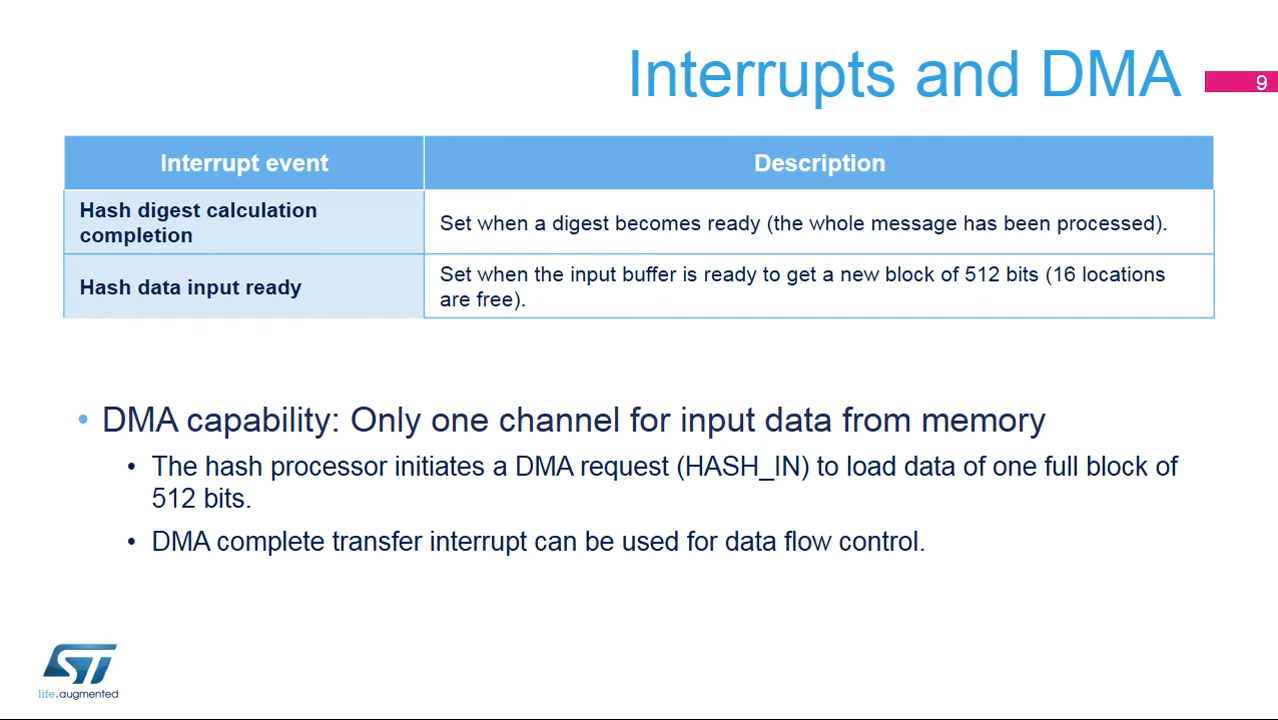 Interrupts and DMA
9
Interrupt event
Description
Hash digest calculation
completion
Set when a digest becomes ready (the whole message has been processed).
Hash data input ready
Set when the input buffer is ready to get a new block of 512 bits (16 locations
are free).
• DMA capability: Only one channel for input data from memory
• The hash processor initiates a DMA request (HASH_IN) to load data of one full block of
512 bits.
• DMA complete transfer interrupt can be used for data flow control.
ST
life.augmented